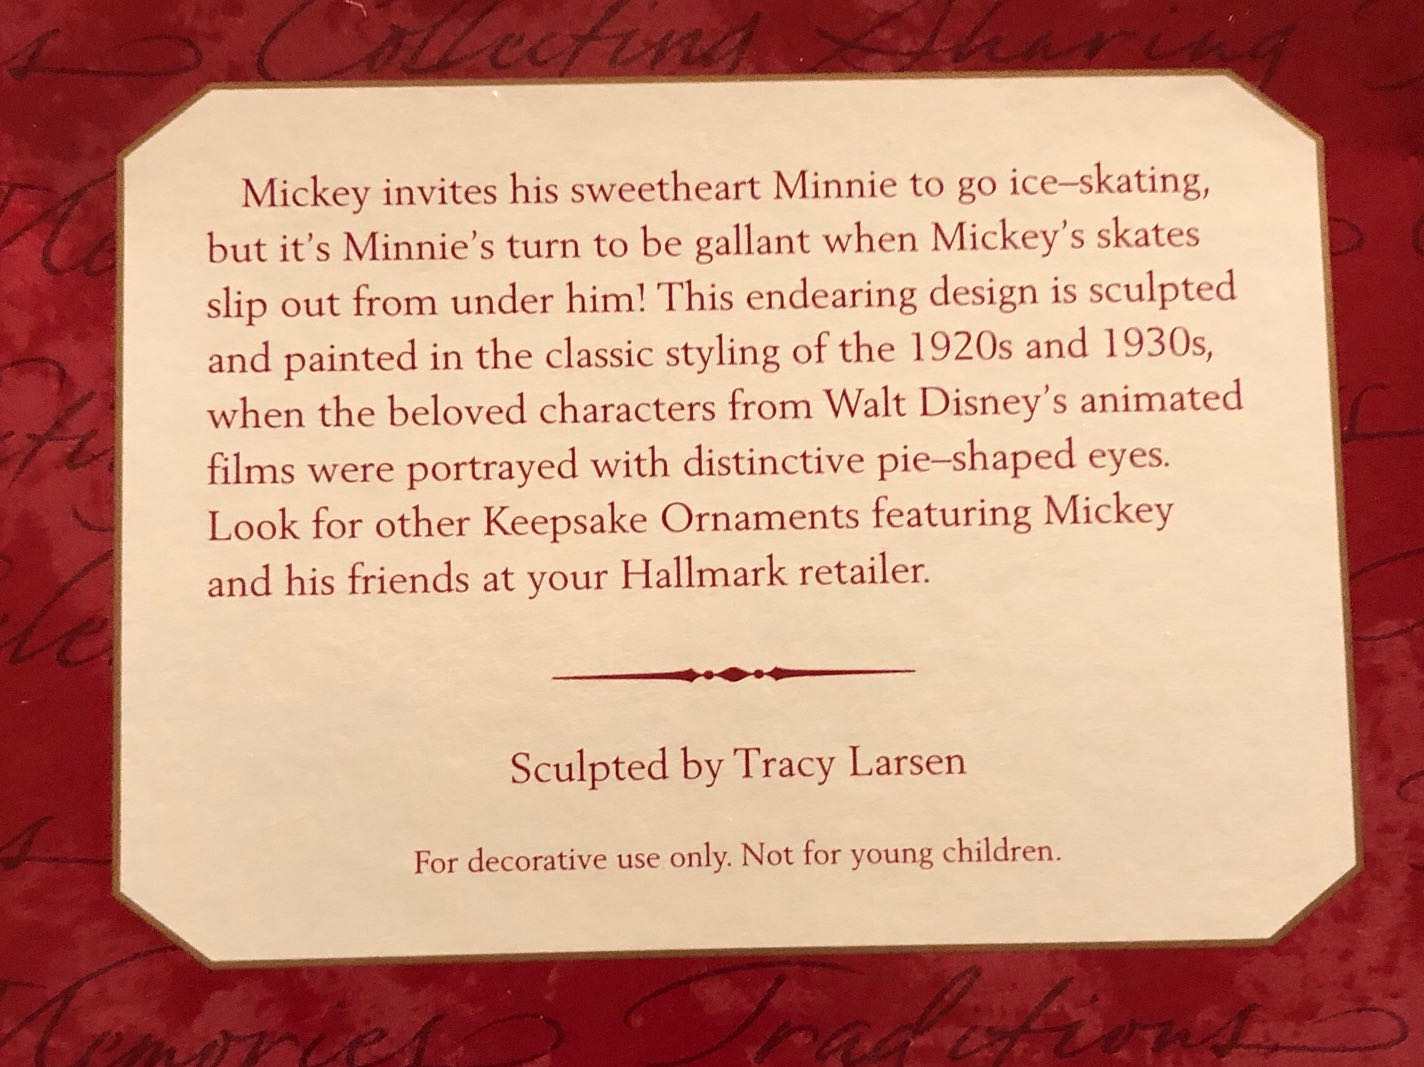 Collecting Sharing
Mickey invites his sweetheart Minnie to go ice–skating,
but it's Minnie's turn to be gallant when Mickey's skates
slip out from under him! This endearing design is sculpted
and painted in the classic styling of the 1920s and 1930s,
when the beloved characters from Walt Disney's animated
films were portrayed with distinctive pie–shaped eyes.
Look for other Keepsake Ornaments featuring Mickey
and his friends at your Hallmark retailer.
Sculpted by Tracy Larsen
For decorative use only. Not for young children.
Memories Traditions